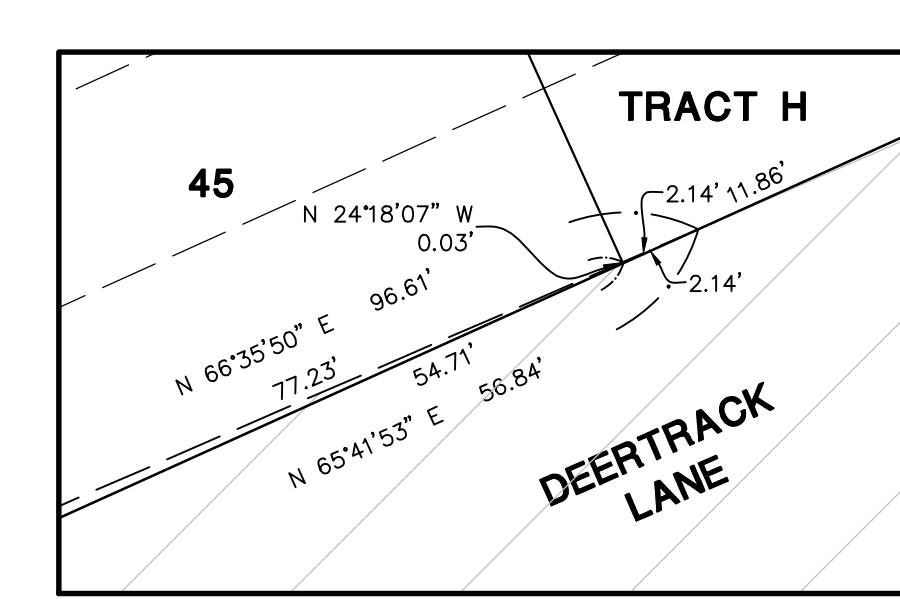 TRACT H
45
11.86’
2.14’
N 24°18’07” W
0.03’
2.14’
N 66°35’50” E 96.61’
77.23’
54.71’
N 65°41’53” E 56.84’
DEERTRACK
LANE